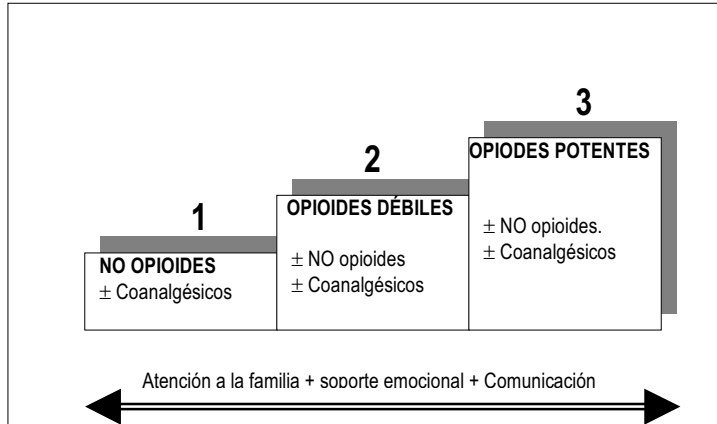 1
NO OPIOIDES
± Coanalgésicos
2
OPIOIDES DÉBILES
± NO opioides
± Coanalgésicos
3
OPIODES POTENTES
± NO opioides.
± Coanalgésicos
Atención a la familia + soporte emocional + Comunicación